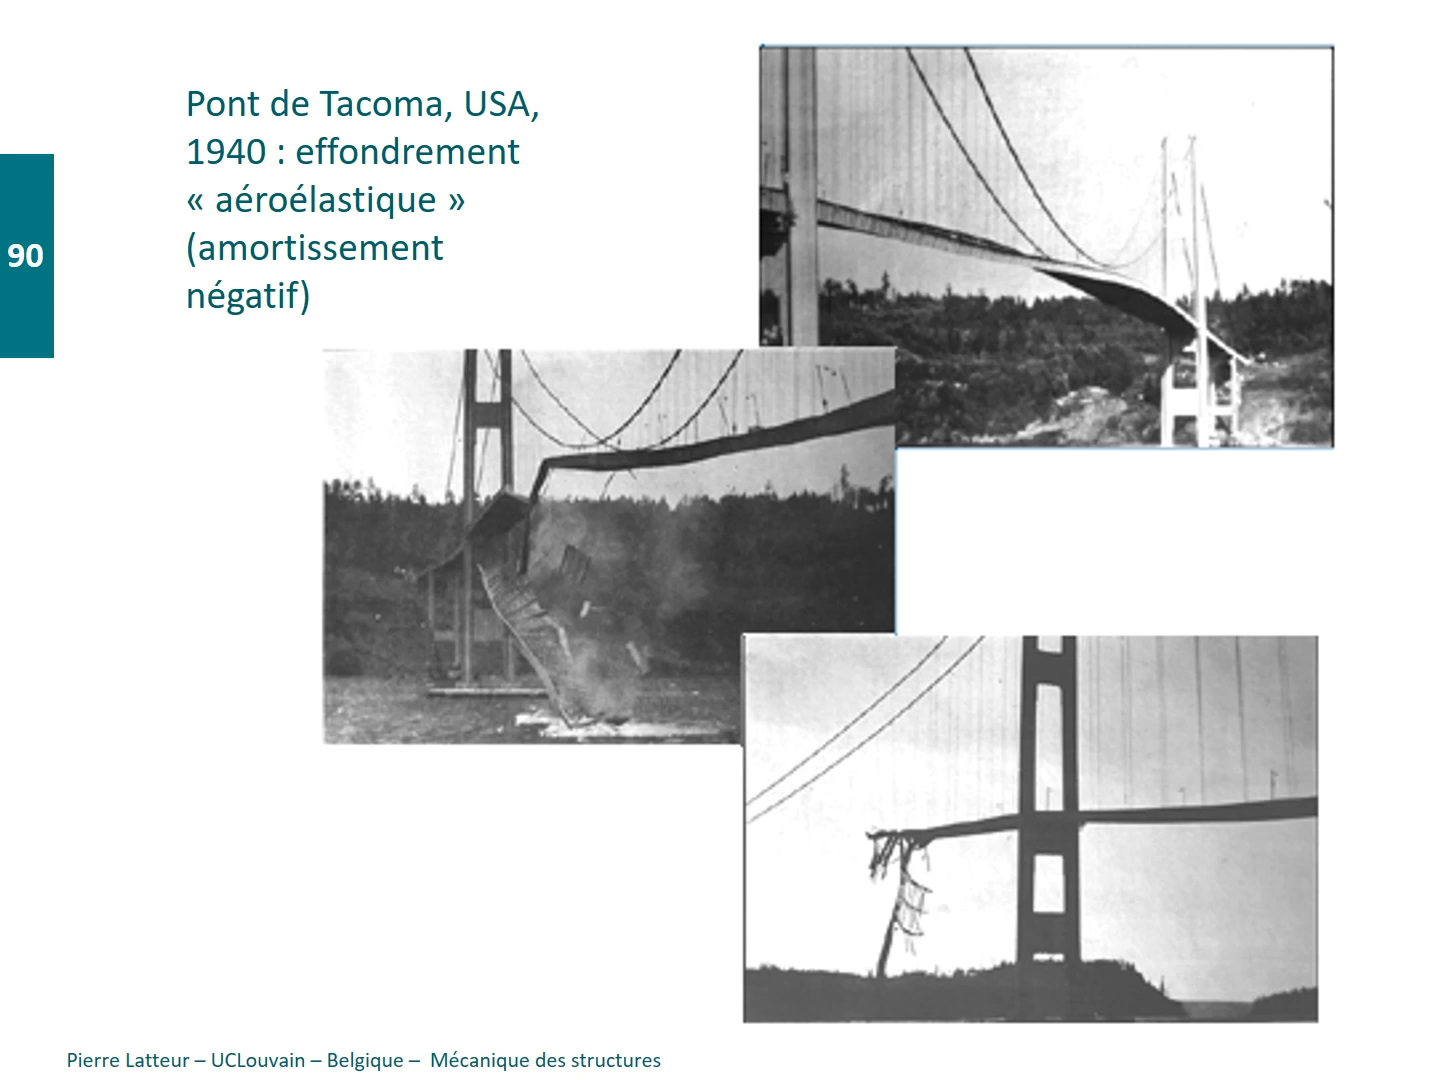 Pont de Tacoma, USA,
1940 : effondrement
« aéroélastique »
(amortissement
négatif)
90
Pierre Latteur – UCLouvain – Belgique – Mécanique des structures